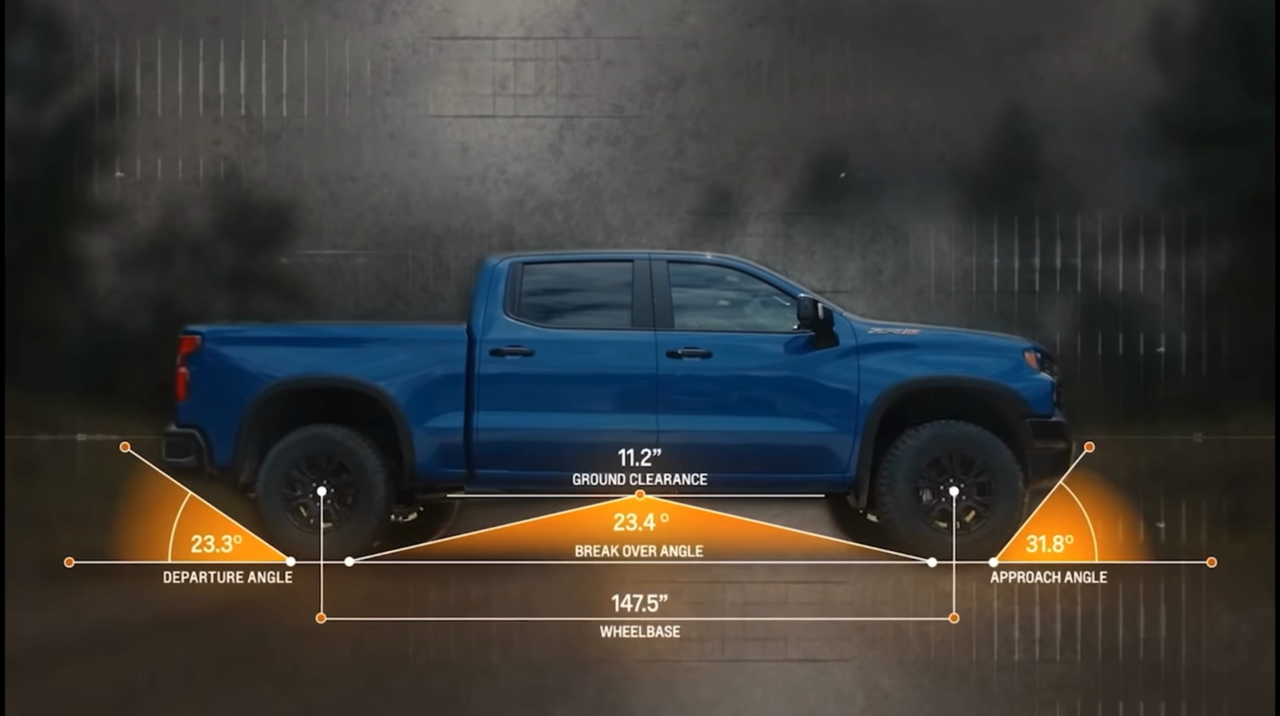 11.2”
GROUND CLEARANCE
23.4°
BREAK OVER ANGLE
23.3°
DEPARTURE ANGLE
31.8°
APPROACH ANGLE
147.5”
WHEELBASE